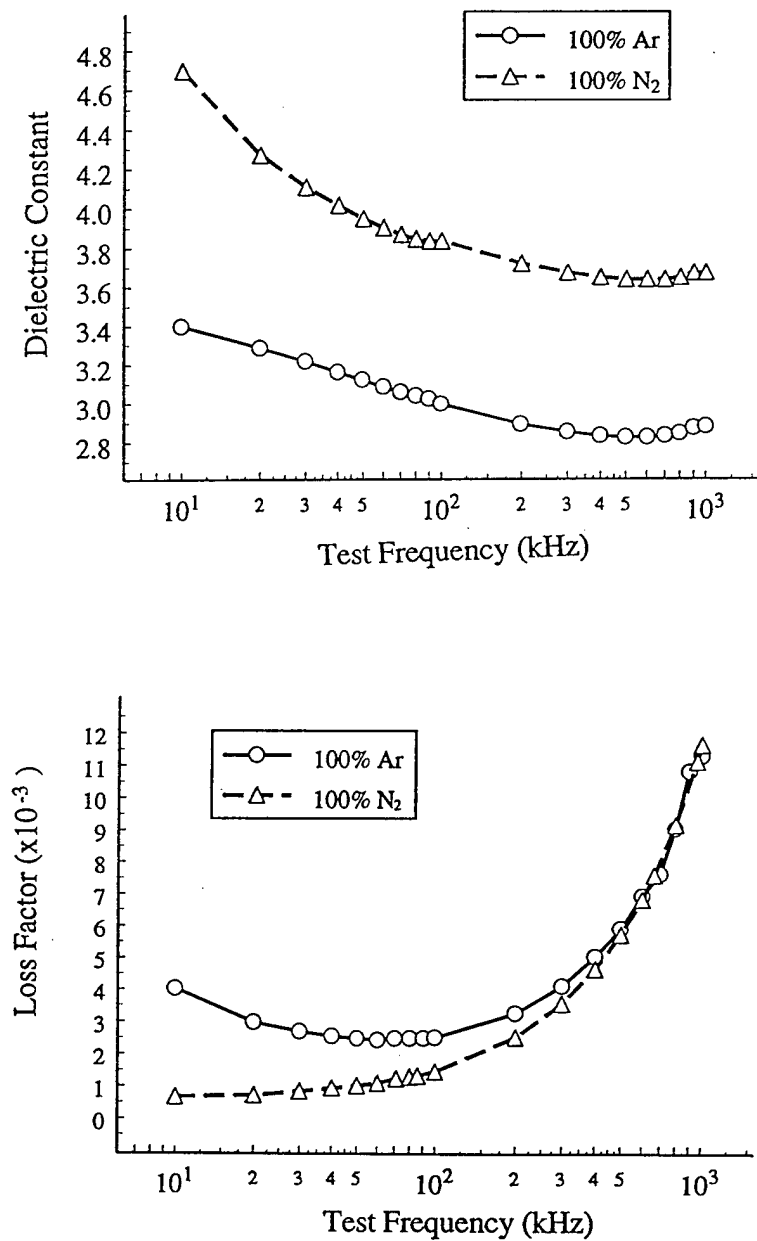 100% Ar
100% N₂
Dielectric Constant
4.8
4.6
4.4
4.2
4.0
3.8
3.6
3.4
3.2
3.0
2.8
10¹ 2 3 4 5 10² 2 3 4 5 10³
Test Frequency (kHz)
100% Ar
100% N₂
Loss Factor (x10⁻³)
12
11
10
9
8
7
6
5
4
3
2
1
0
10¹ 2 3 4 5 10² 2 3 4 5 10³
Test Frequency (kHz)